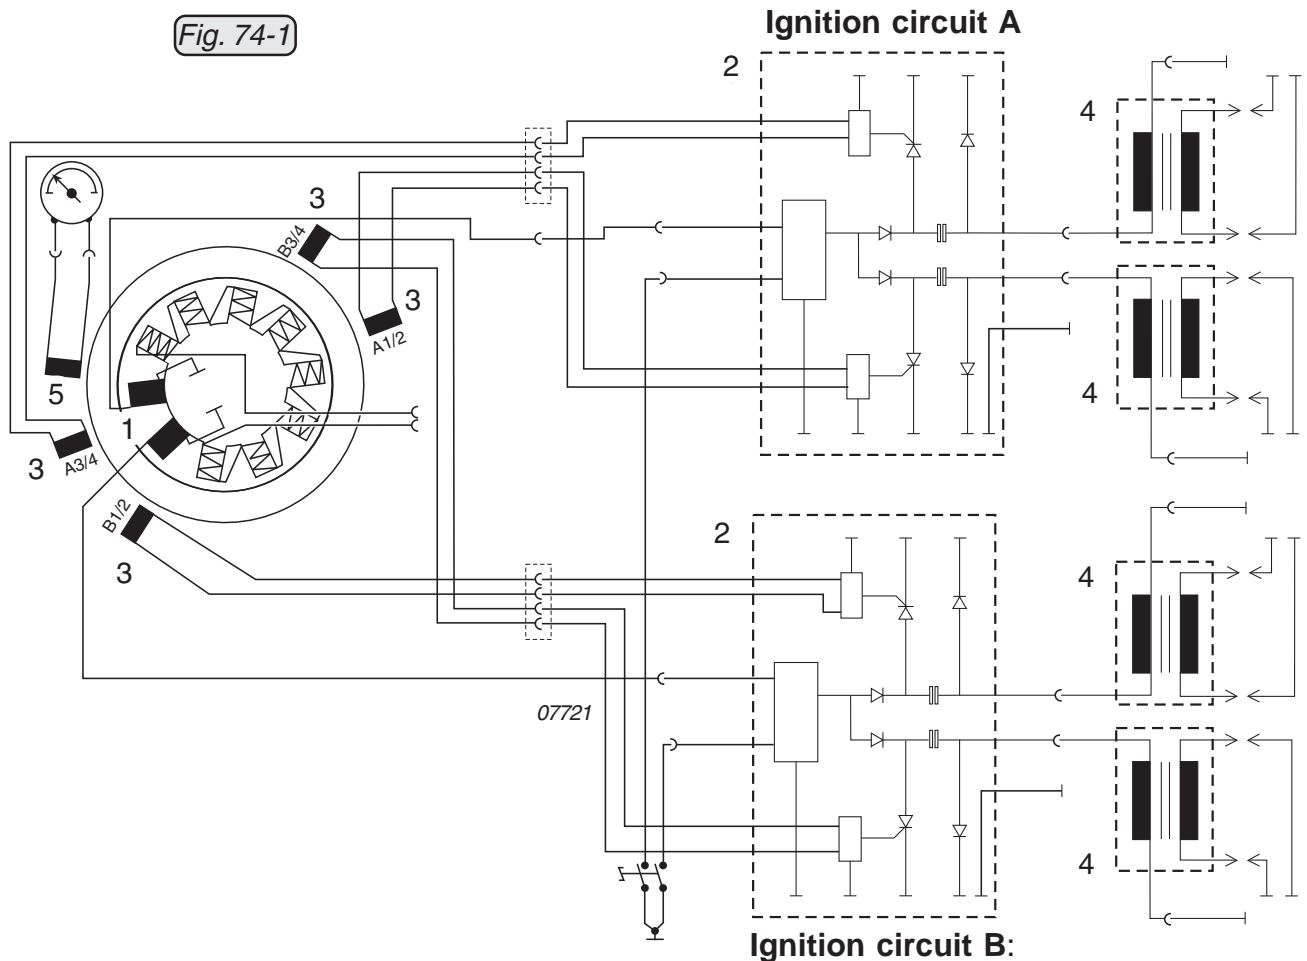 Fig. 74-1
Ignition circuit A
2
4
3
B3/4
3
A1/2
5
4
1
3
A3/4
B1/2
2
3
4
07721
4
Ignition circuit B: